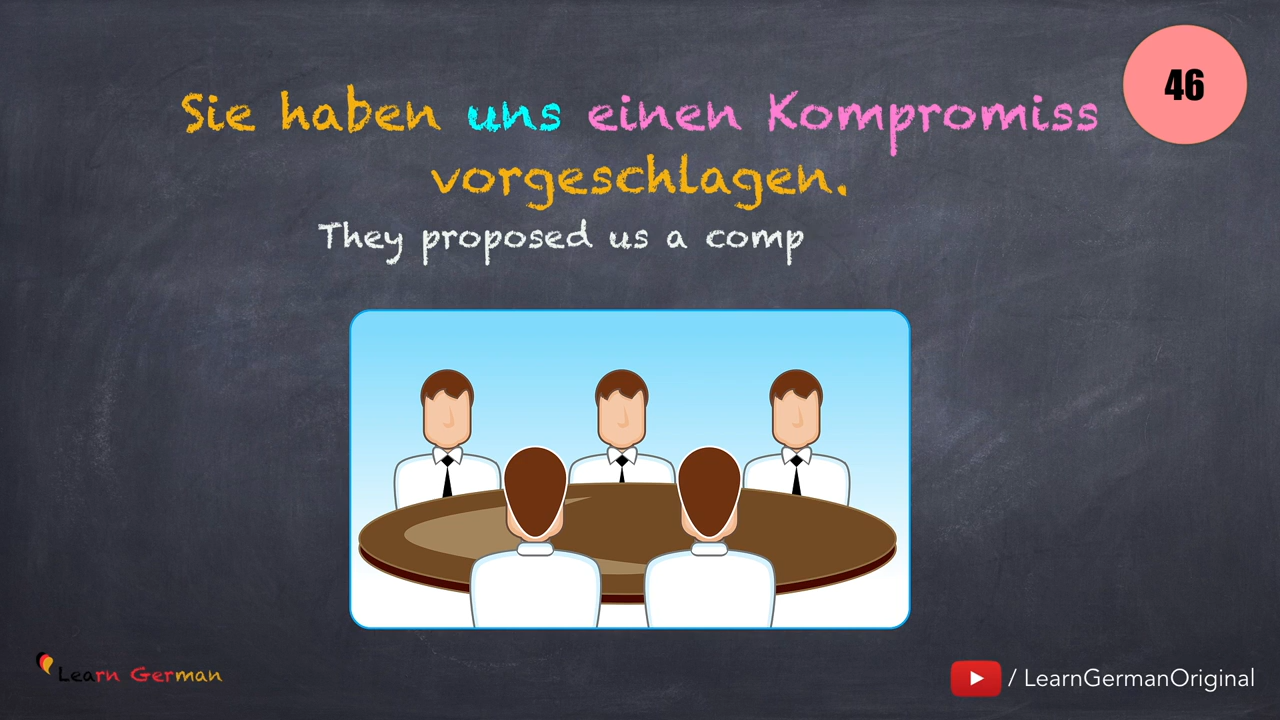 46
Sie haben uns einen Kompromiss
vorgeschlagen.
They proposed us a comp
Learn German
/ LearnGermanOriginal